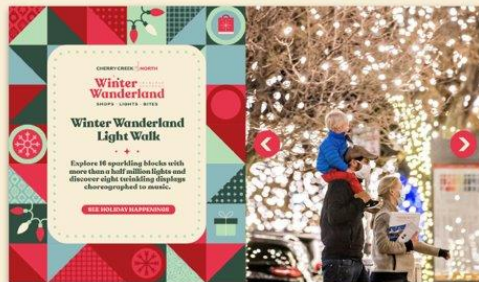 CHERRY CREEK NORTH
Winter
Wanderland
SHOPS · LIGHTS · BITES
Winter Wanderland
Light Walk
Explore 16 sparkling blocks with
more than a half million lights and
discover eight twinkling displays
choreographed to music.
SEE HOLIDAY HAPPENINGS